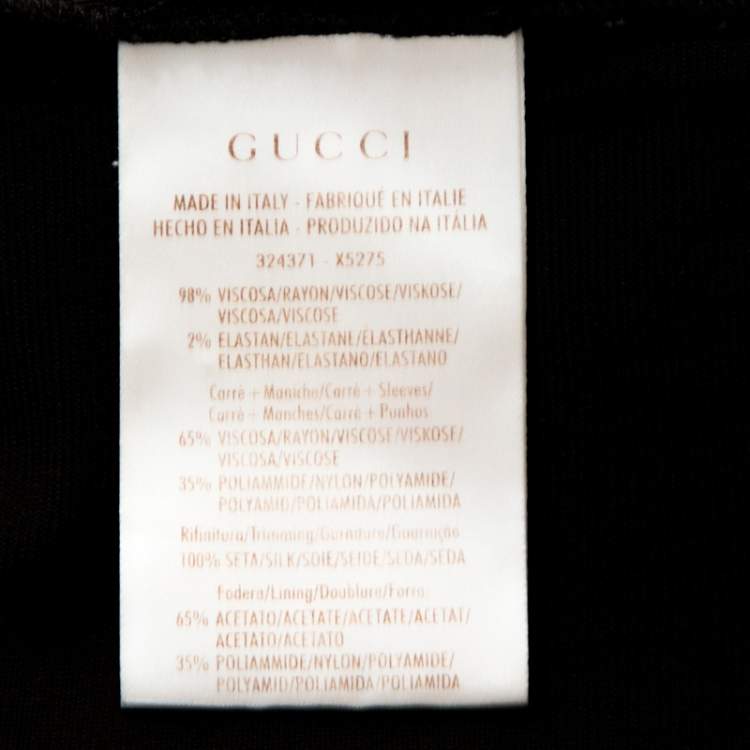 GUCCI
MADE IN ITALY - FABRIQUÉ EN ITALIE
HECHO EN ITALIA - PRODUZIDO NA ITÁLIA
324371 - X5275
98% VISCOSA/RAYON/VISCOSE/VISKOSE/
VISCOSA/VISCOSE
2% ELASTAN/ELASTANE/ÉLASTHANNE/
ELASTHAN/ELASTANO/ELASTANO
Carrè + Maniche/Carré + Sleeves/
Carré + Manches/Carré + Punhos
65% VISCOSA/RAYON/VISCOSE/VISKOSE/
VISCOSA/VISCOSE
35% POLIAMMIDE/NYLON/POLYAMIDE/
POLYAMID/POLIAMIDA/POLIAMIDA
Rifinitura/Trimming/Garniture/Guarnição
100% SETA/SILK/SOIE/SEIDE/SEDA/SEDA
Fodera/Lining/Doublure/Forro
65% ACETATO/ACETATE/ACETATE/ACETAT/
ACETATO/ACETATO
35% POLIAMMIDE/NYLON/POLYAMIDE/
POLYAMID/POLIAMIDA/POLIAMIDA